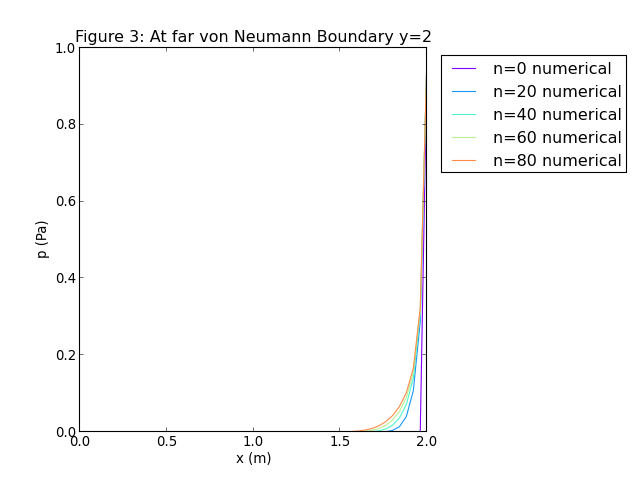 Figure 3: At far von Neumann Boundary y=2
n=0 numerical
n=20 numerical
n=40 numerical
n=60 numerical
n=80 numerical
p (Pa)
1.0
0.8
0.6
0.4
0.2
0.0
0.0
0.5
1.0
1.5
2.0
x (m)